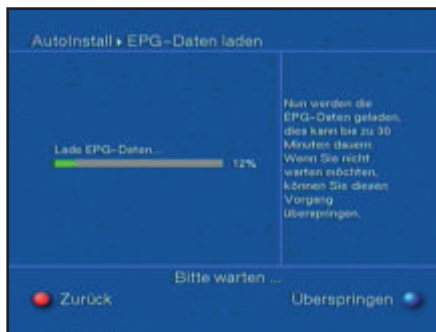 AutoInstall ▸ EPG-Daten laden
Lade EPG-Daten...
12%
Nun werden die
EPG-Daten geladen,
dies kann bis zu 30
Minuten dauern.
Wenn Sie nicht
warten möchten,
können Sie diesen
Vorgang
überspringen.
Bitte warten ...
Zurück
Überspringen